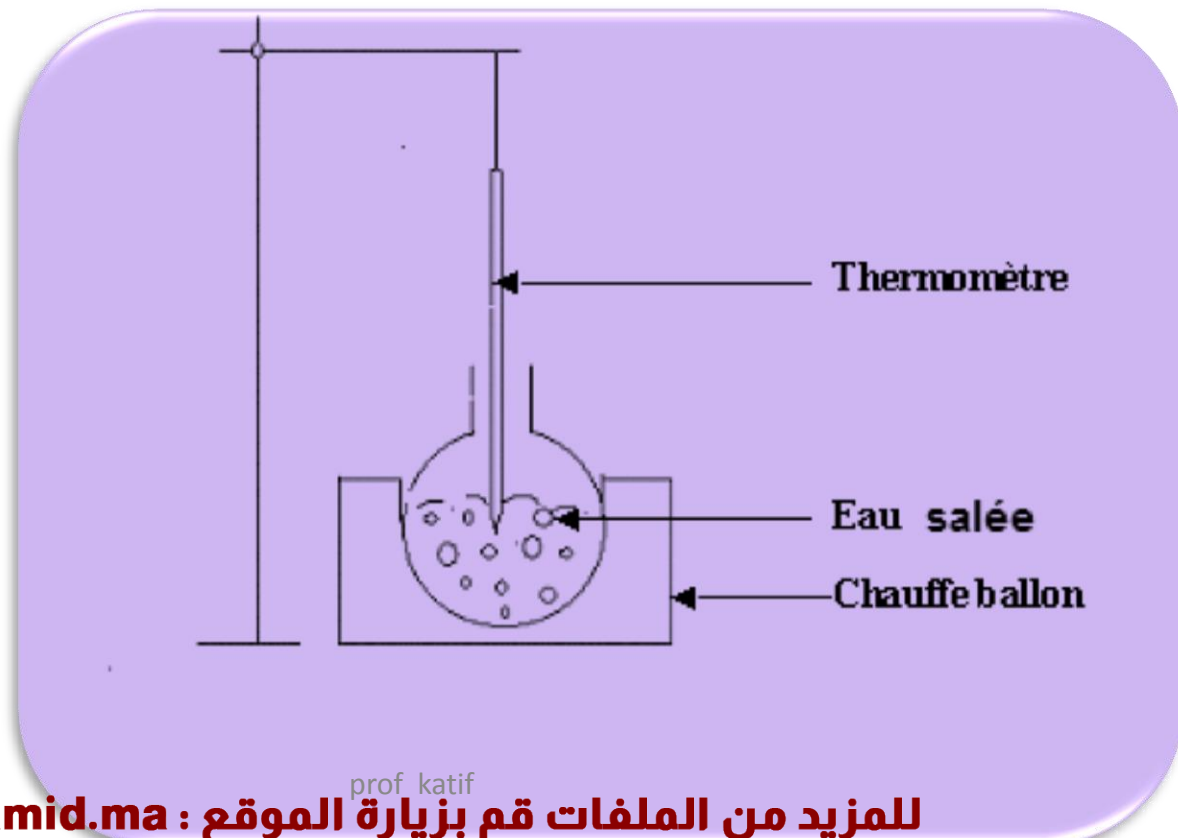 Thermomètre
Eau salée
Chauffe ballon
prof katif
للمزيد من الملفات قم بزيارة الموقع : mid.ma